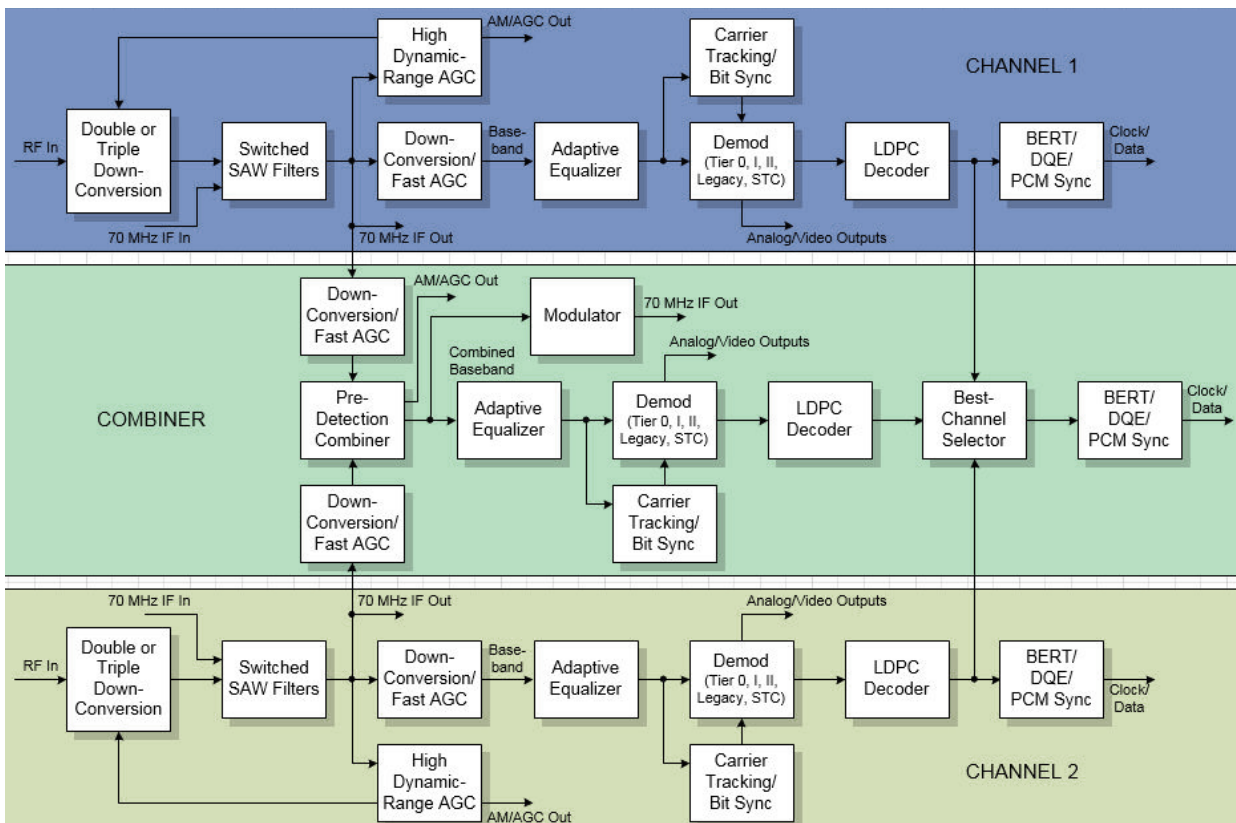 AM/AGC Out
High
Dynamic-
Range AGC
Carrier
Tracking/
Bit Sync
CHANNEL 1
RF In
Double or
Triple
Down-
Conversion
Switched
SAW Filters
Down-
Conversion/
Fast AGC
Base-
band
Adaptive
Equalizer
Demod
(Tier 0, I, II,
Legacy, STC)
LDPC
Decoder
BERT/
DQE/
PCM Sync
Clock/
Data
70 MHz IF In
70 MHz IF Out
Analog/Video Outputs
Down-
Conversion/
Fast AGC
AM/AGC Out
Modulator
70 MHz IF Out
Analog/Video Outputs
COMBINER
Pre-
Detection
Combiner
Combined
Baseband
Adaptive
Equalizer
Demod
(Tier 0, I, II,
Legacy, STC)
LDPC
Decoder
Best-
Channel
Selector
BERT/
DQE/
PCM Sync
Clock/
Data
Down-
Conversion/
Fast AGC
Carrier
Tracking/
Bit Sync
70 MHz IF In
70 MHz IF Out
Analog/Video Outputs
RF In
Double or
Triple
Down-
Conversion
Switched
SAW Filters
Down-
Conversion/
Fast AGC
Base-
band
Adaptive
Equalizer
Demod
(Tier 0, I, II,
Legacy, STC)
LDPC
Decoder
BERT/
DQE/
PCM Sync
Clock/
Data
High
Dynamic-
Range AGC
AM/AGC Out
Carrier
Tracking/
Bit Sync
CHANNEL 2